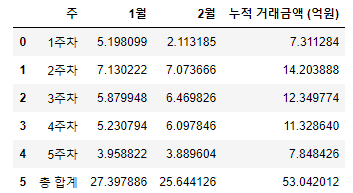 주 1월 2월 누적 거래금액 (억원)
0 1주차 5.198099 2.113185 7.311284
1 2주차 7.130222 7.073666 14.203888
2 3주차 5.879948 6.469826 12.349774
3 4주차 5.230794 6.097846 11.328640
4 5주차 3.958822 3.889604 7.848426
5 총 합계 27.397886 25.644126 53.042012